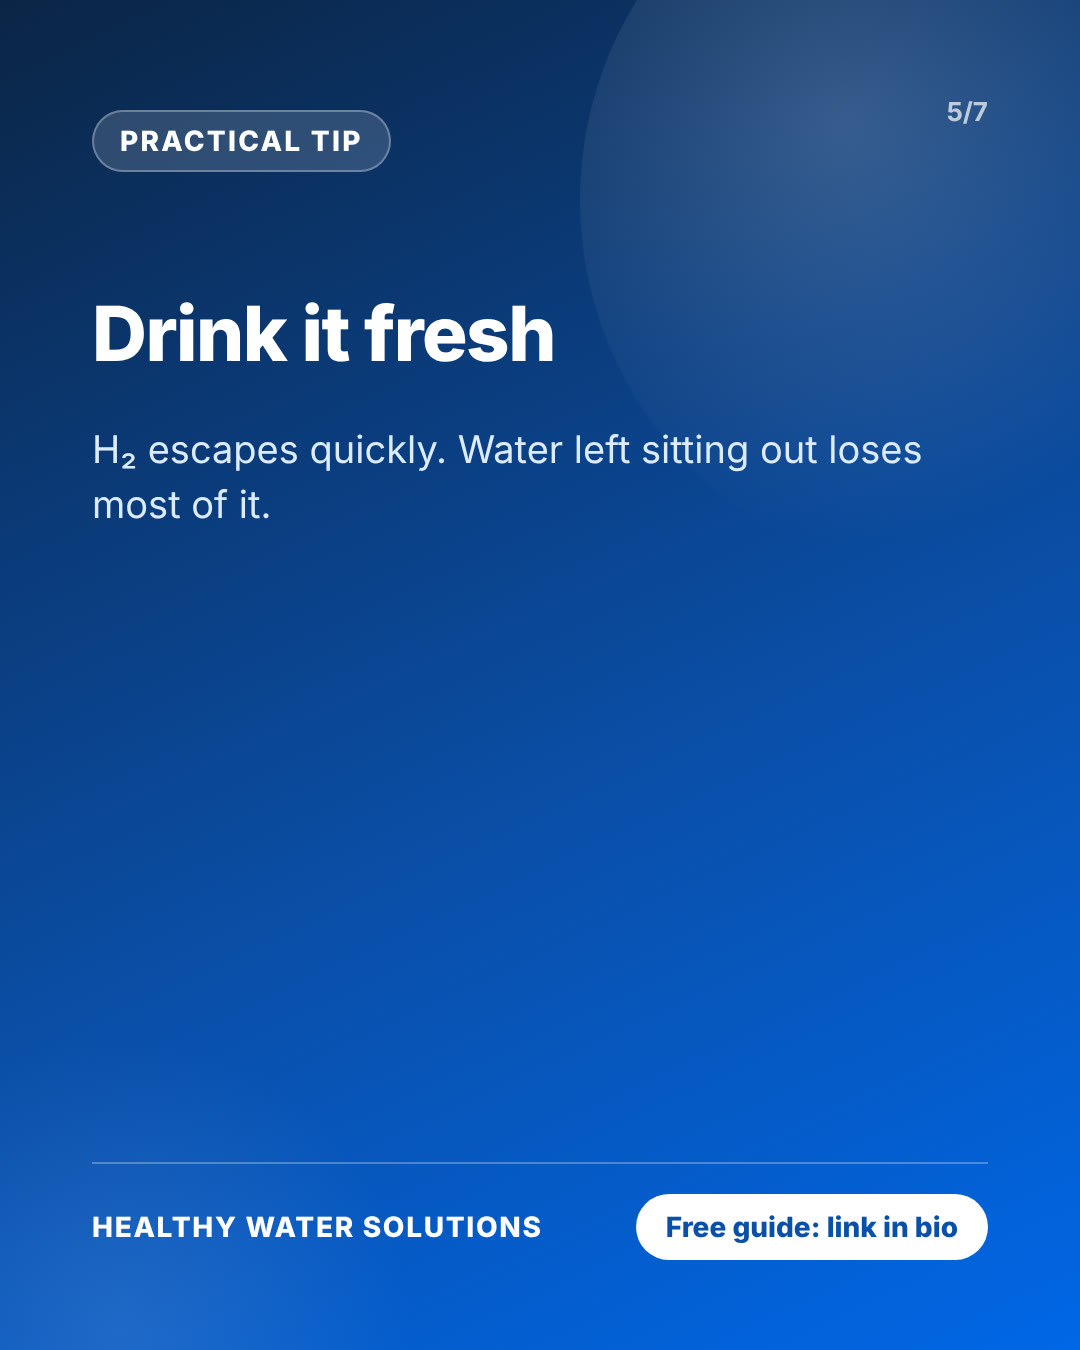 PRACTICAL TIP
5/7
Drink it fresh
H₂ escapes quickly. Water left sitting out loses
most of it.
HEALTHY WATER SOLUTIONS
Free guide: link in bio